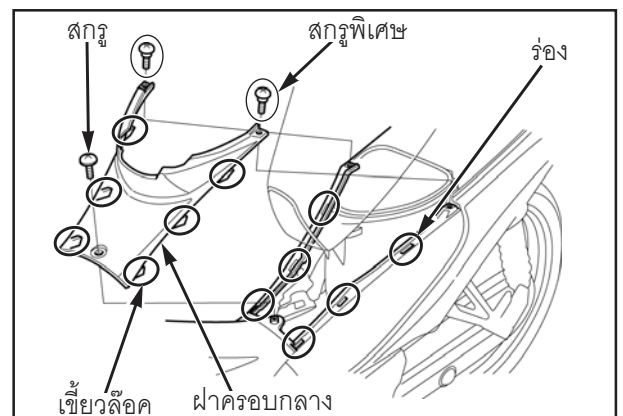 สกรู
สกรูพิเศษ
ร่อง
เขี้ยวล๊อค
ฝาครอบกลาง